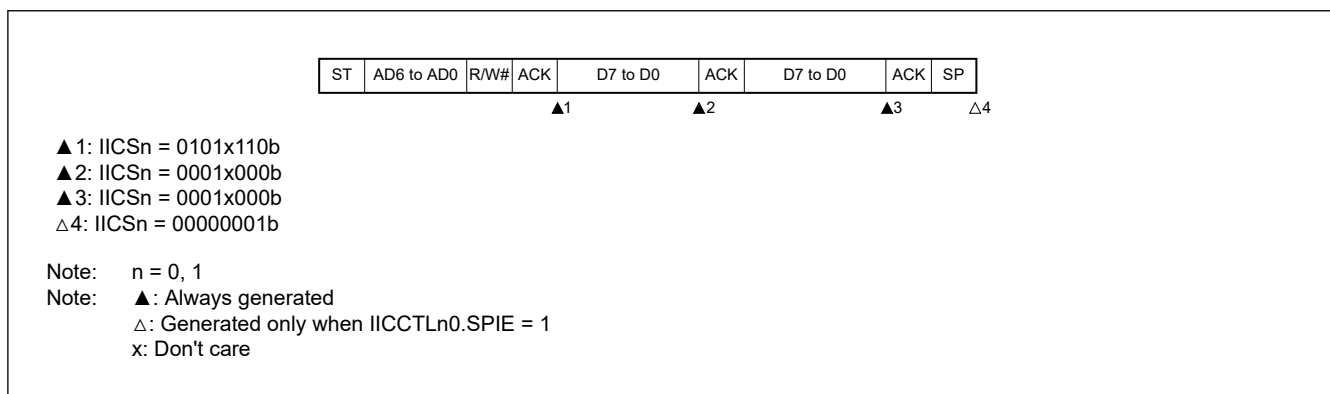 ST AD6 to AD0 R/W# ACK D7 to D0 ACK D7 to D0 ACK SP
▲1 ▲2 ▲3 △4
▲1: IICSn = 0101x110b
▲2: IICSn = 0001x000b
▲3: IICSn = 0001x000b
△4: IICSn = 00000001b
Note: n = 0, 1
Note: ▲: Always generated
△: Generated only when IICCTLn0.SPIE = 1
x: Don't care